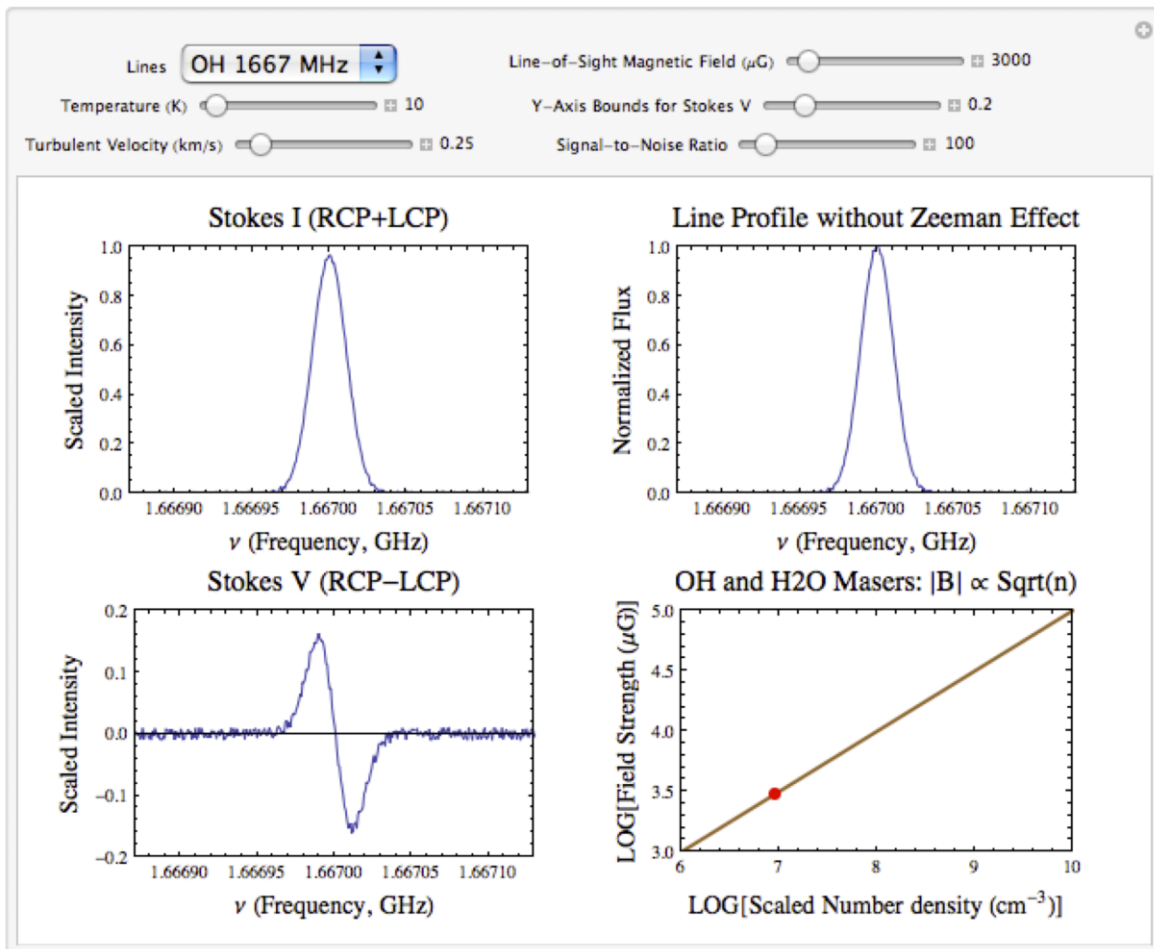 Lines OH 1667 MHz
Line-of-Sight Magnetic Field (μG) 3000
Temperature (K) 10
Y-Axis Bounds for Stokes V 0.2
Turbulent Velocity (km/s) 0.25
Signal-to-Noise Ratio 100
Stokes I (RCP+LCP)
Scaled Intensity
1.0
0.8
0.6
0.4
0.2
0.0
1.66690 1.66695 1.66700 1.66705 1.66710
ν (Frequency, GHz)
Line Profile without Zeeman Effect
Normalized Flux
1.0
0.8
0.6
0.4
0.2
0.0
1.66690 1.66695 1.66700 1.66705 1.66710
ν (Frequency, GHz)
Stokes V (RCP−LCP)
Scaled Intensity
0.2
0.1
0.0
−0.1
−0.2
1.66690 1.66695 1.66700 1.66705 1.66710
ν (Frequency, GHz)
OH and H2O Masers: |B| ∝ Sqrt(n)
LOG[Field Strength (μG)]
5.0
4.5
4.0
3.5
3.0
6 7 8 9 10
LOG[Scaled Number density (cm⁻³)]